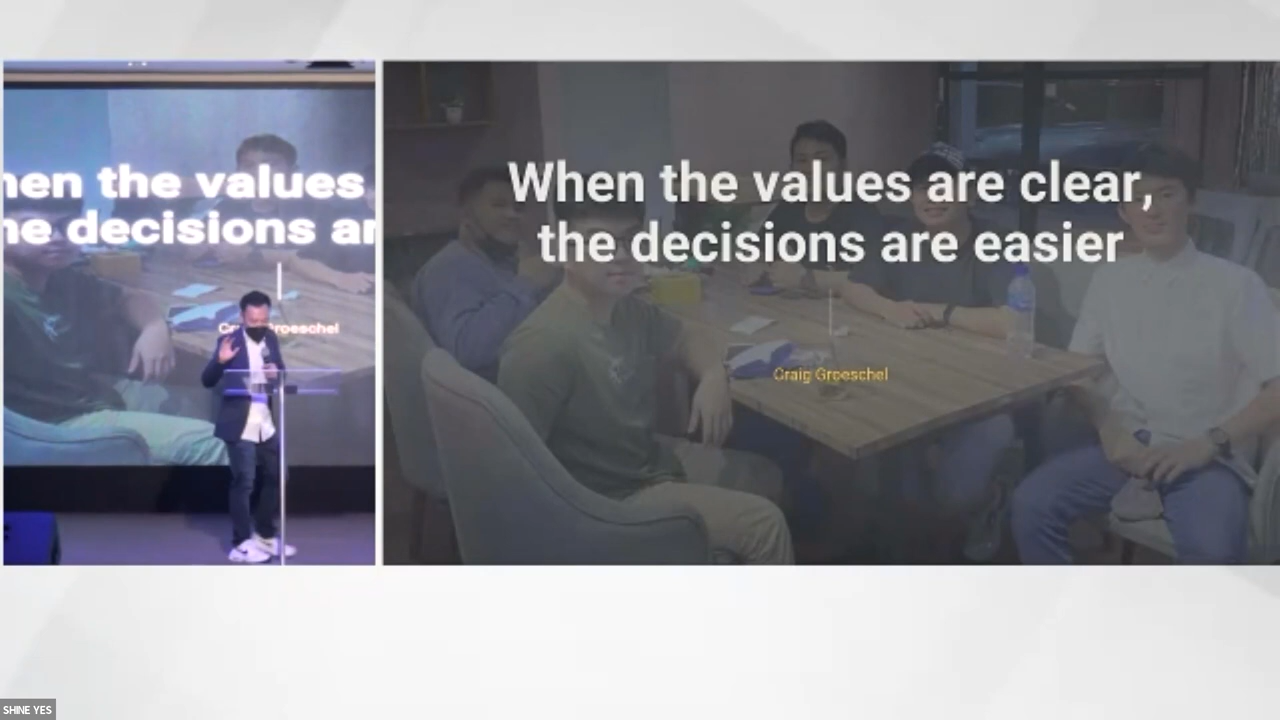 hen the values
he decisions ar
Craig Groeschel
When the values are clear,
the decisions are easier
Craig Groeschel
SHINE YES